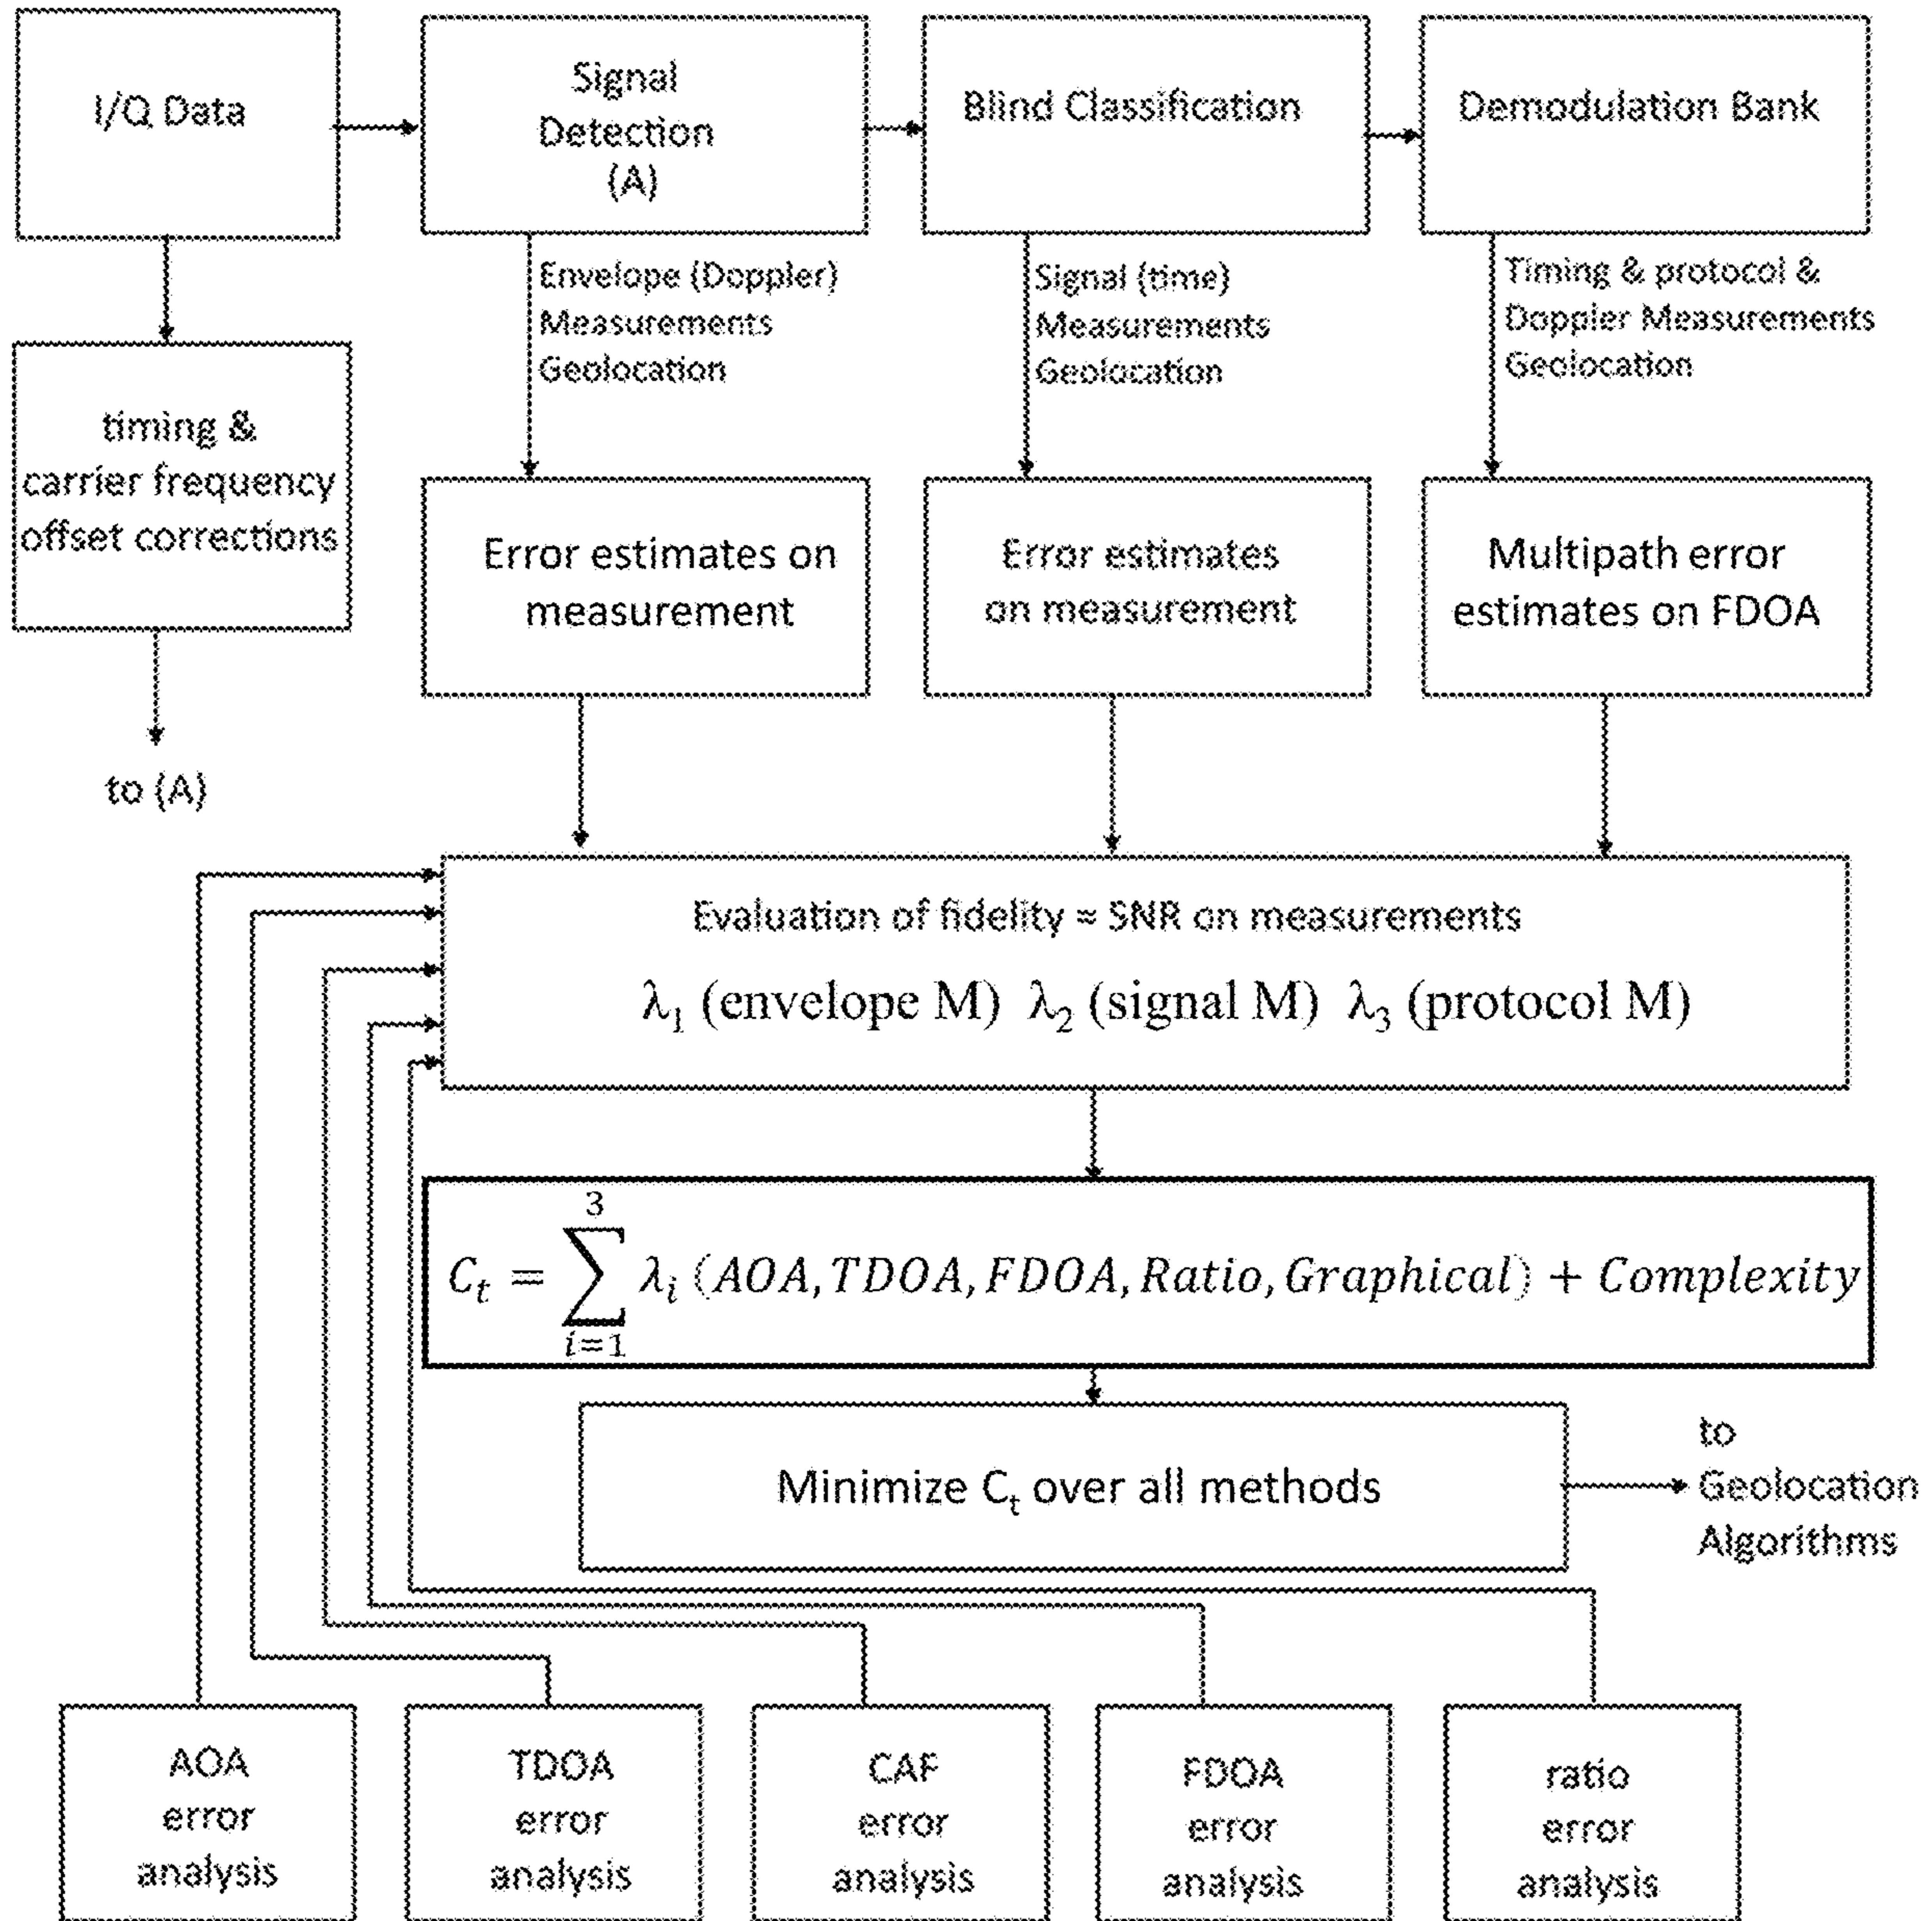 I/Q Data
Signal
Detection
(A)
Blind Classification
Demodulation Bank
Envelope (Doppler)
Measurements
Geolocation
Signal (time)
Measurements
Geolocation
Timing & protocol &
Doppler Measurements
Geolocation
timing &
carrier frequency
offset corrections
to (A)
Error estimates on
measurement
Error estimates
on measurement
Multipath error
estimates on FDOA
Evaluation of fidelity ≈ SNR on measurements
λ₁ (envelope M) λ₂ (signal M) λ₃ (protocol M)
C_t = ∑_{i=1}^{3} λ_i (AOA, TDOA, FDOA, Ratio, Graphical) + Complexity
Minimize C_t over all methods
to
Geolocation
Algorithms
AOA
error
analysis
TDOA
error
analysis
CAF
error
analysis
FDOA
error
analysis
ratio
error
analysis